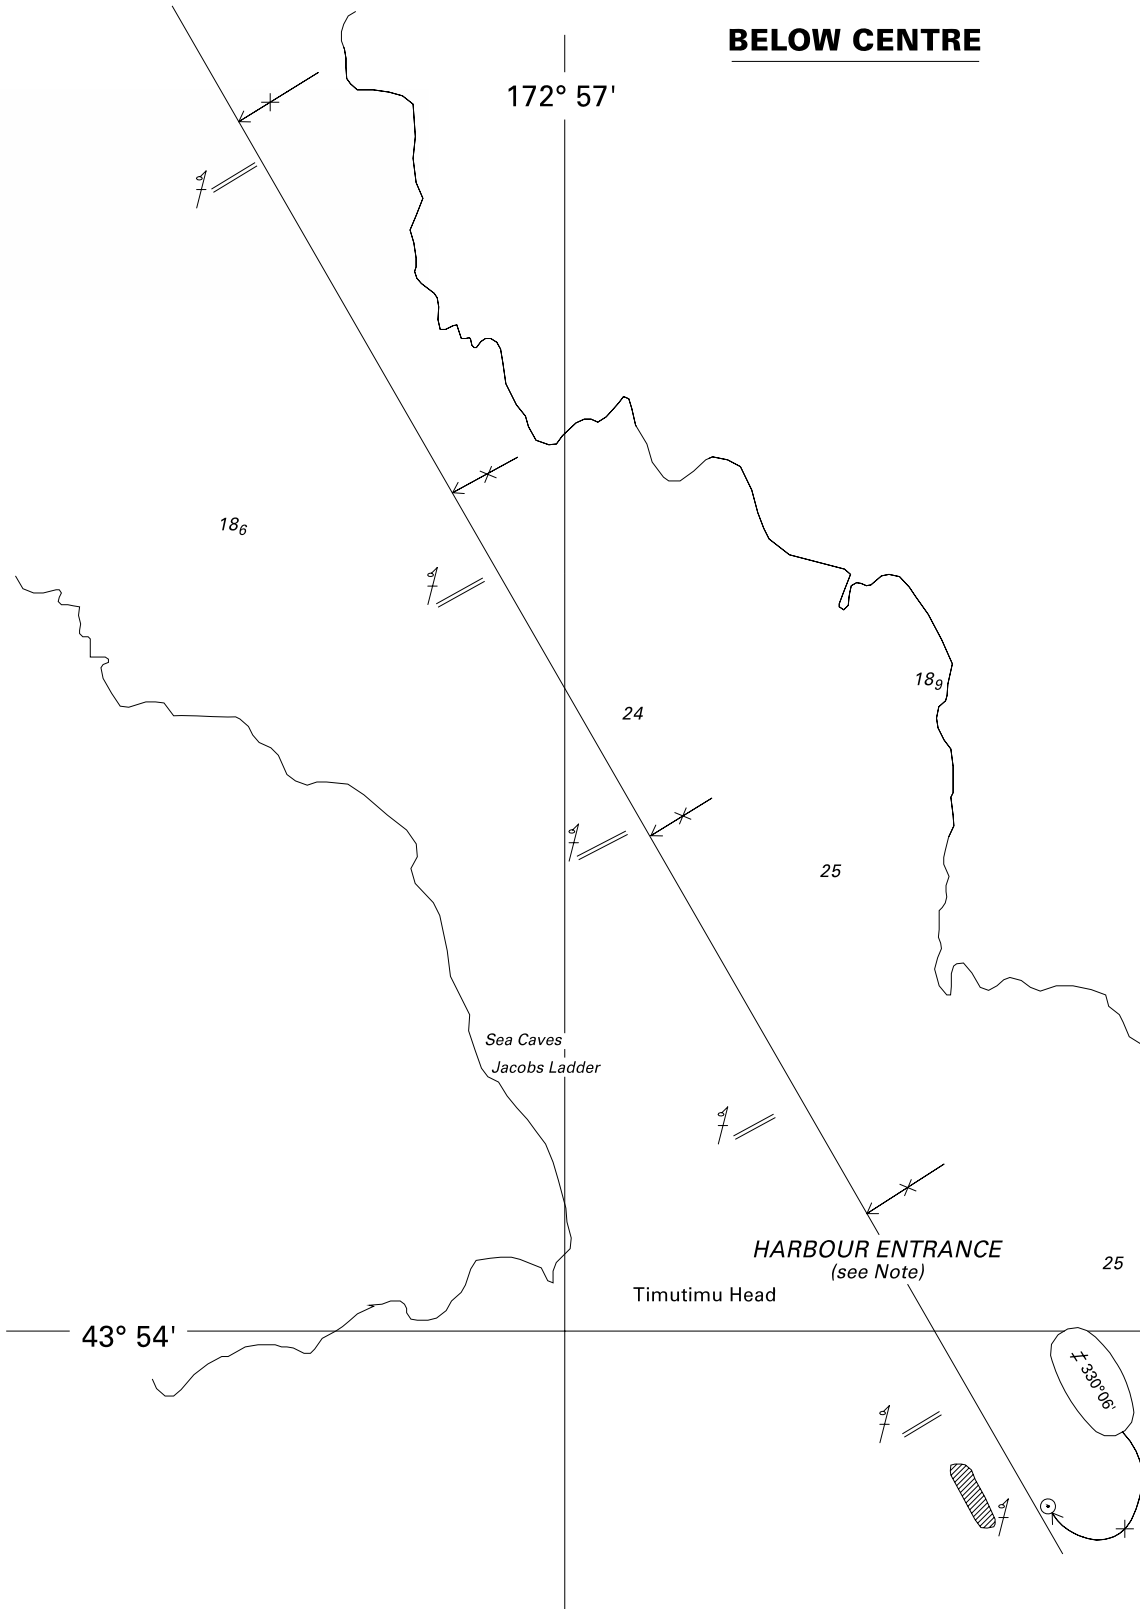 BELOW CENTRE
172° 57'
18₆
18₉
24
25
Sea Caves
Jacobs Ladder
HARBOUR ENTRANCE
(see Note)
25
Timutimu Head
43° 54'
330°06'